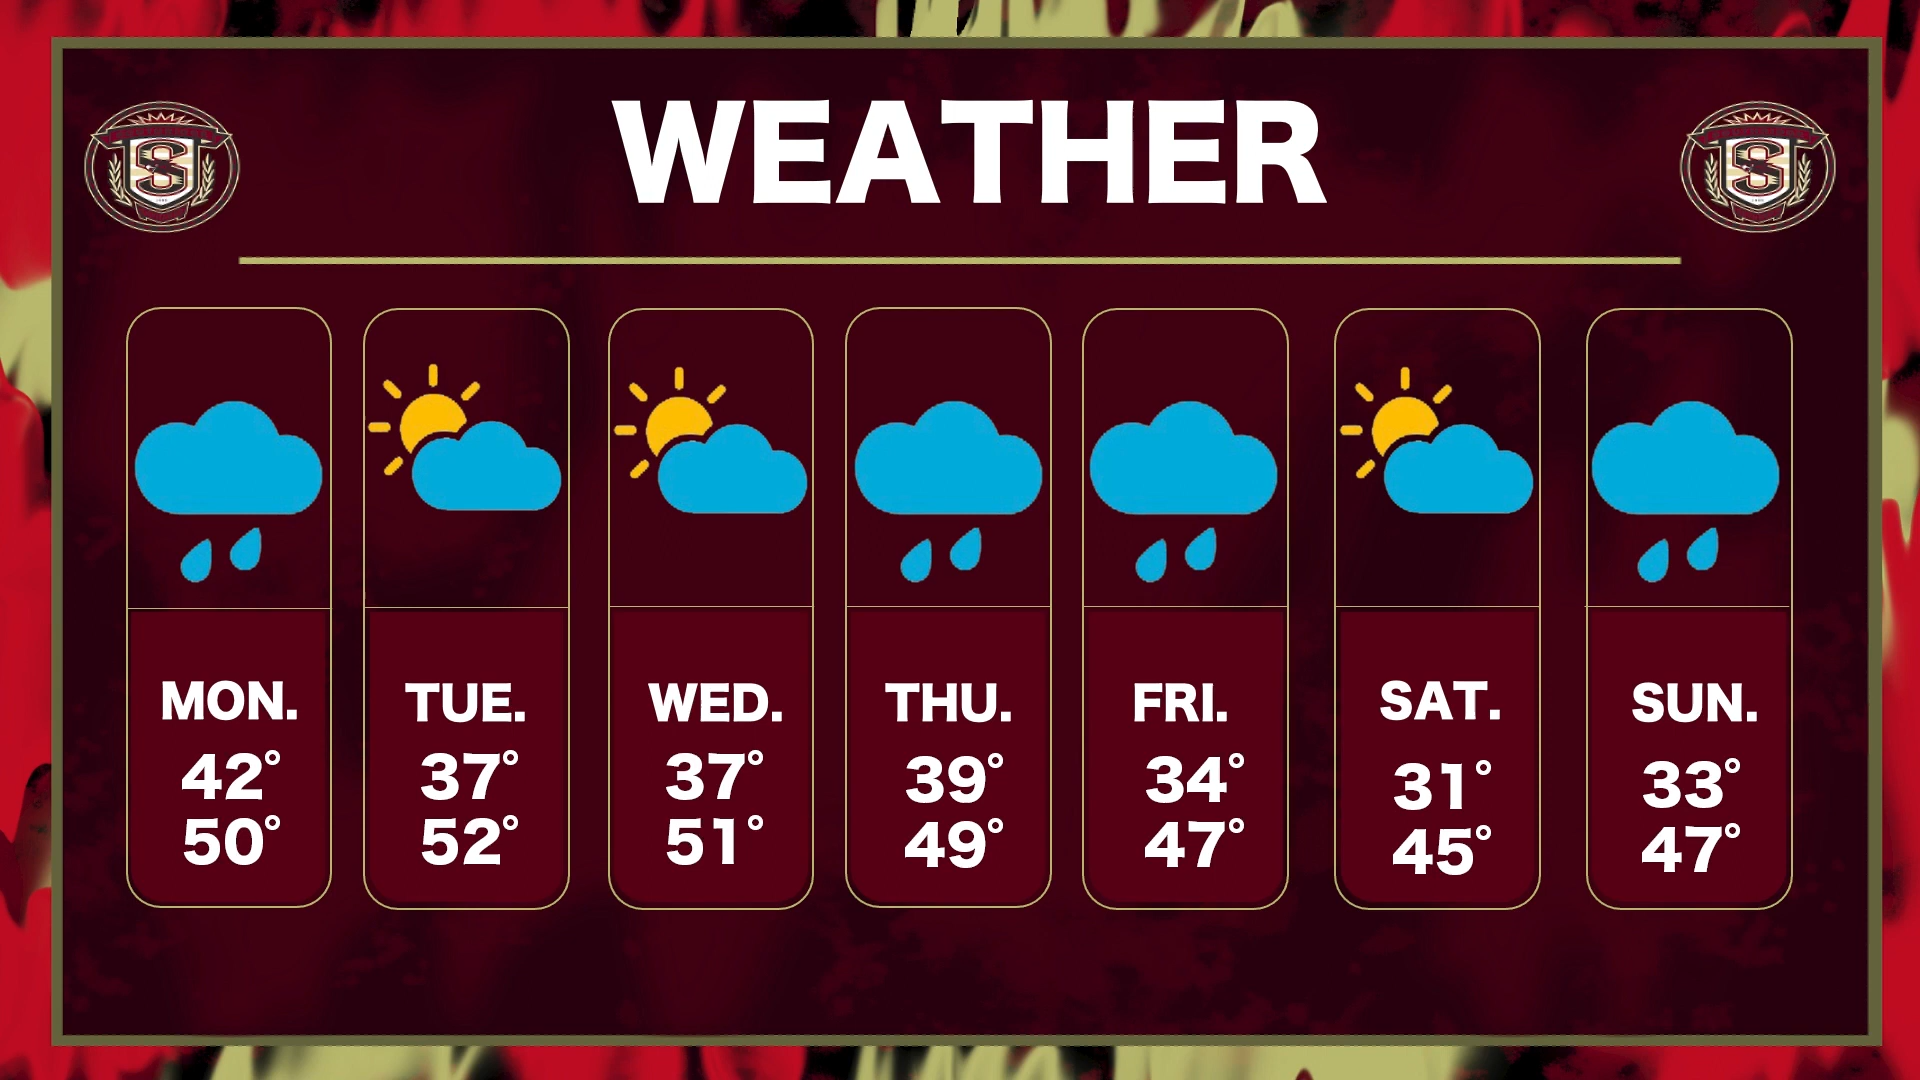 WEATHER
S
S
MON.
42°
50°
TUE.
37°
52°
WED.
37°
51°
THU.
39°
49°
FRI.
34°
47°
SAT.
31°
45°
SUN.
33°
47°